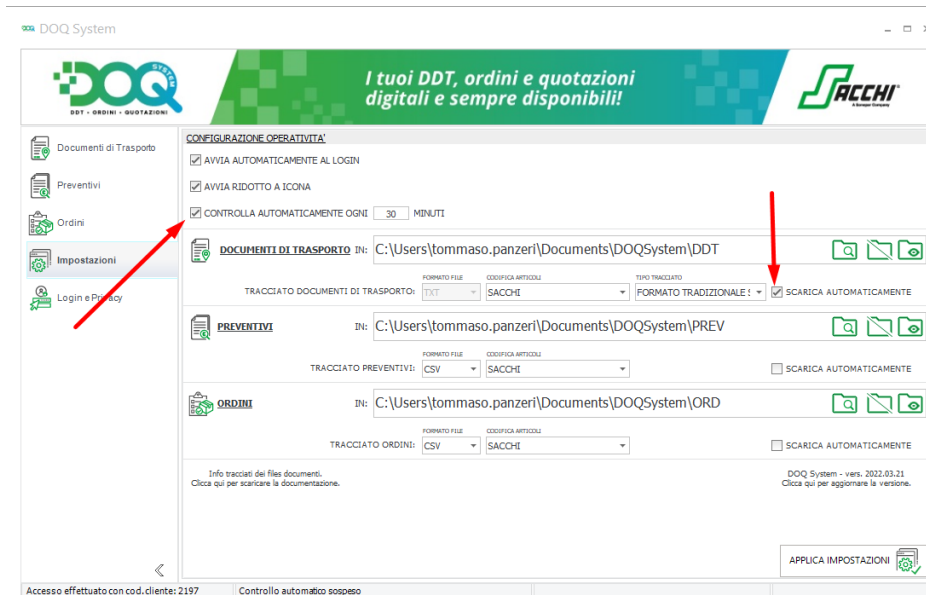 DOQ System
DOQ SYSTEM
DDT - ORDINI - QUOTAZIONI
I tuoi DDT, ordini e quotazioni
digitali e sempre disponibili!
SACCHI
A Sonepar Company
Documenti di Trasporto
Preventivi
Ordini
Impostazioni
Login e Privacy
CONFIGURAZIONE OPERATIVITA'
AVVIA AUTOMATICAMENTE AL LOGIN
AVVIA RIDOTTO A ICONA
CONTROLLA AUTOMATICAMENTE OGNI 30 MINUTI
DOCUMENTI DI TRASPORTO IN: C:\Users\tommaso.panzeri\Documents\DOQSystem\DDT
FORMATO FILE CODIFICA ARTICOLI TIPO TRACCIATO
TRACCIATO DOCUMENTI DI TRASPORTO: TXT SACCHI FORMATO TRADIZIONALE S SCARICA AUTOMATICAMENTE
PREVENTIVI IN: C:\Users\tommaso.panzeri\Documents\DOQSystem\PREV
FORMATO FILE CODIFICA ARTICOLI
TRACCIATO PREVENTIVI: CSV SACCHI SCARICA AUTOMATICAMENTE
ORDINI IN: C:\Users\tommaso.panzeri\Documents\DOQSystem\ORD
FORMATO FILE CODIFICA ARTICOLI
TRACCIATO ORDINI: CSV SACCHI SCARICA AUTOMATICAMENTE
Info tracciati dei files documenti.
Clicca qui per scaricare la documentazione.
DOQ System - vers. 2022.03.21
Clicca qui per aggiornare la versione.
APPLICA IMPOSTAZIONI
Accesso effettuato con cod.cliente: 2197 Controllo automatico sospeso